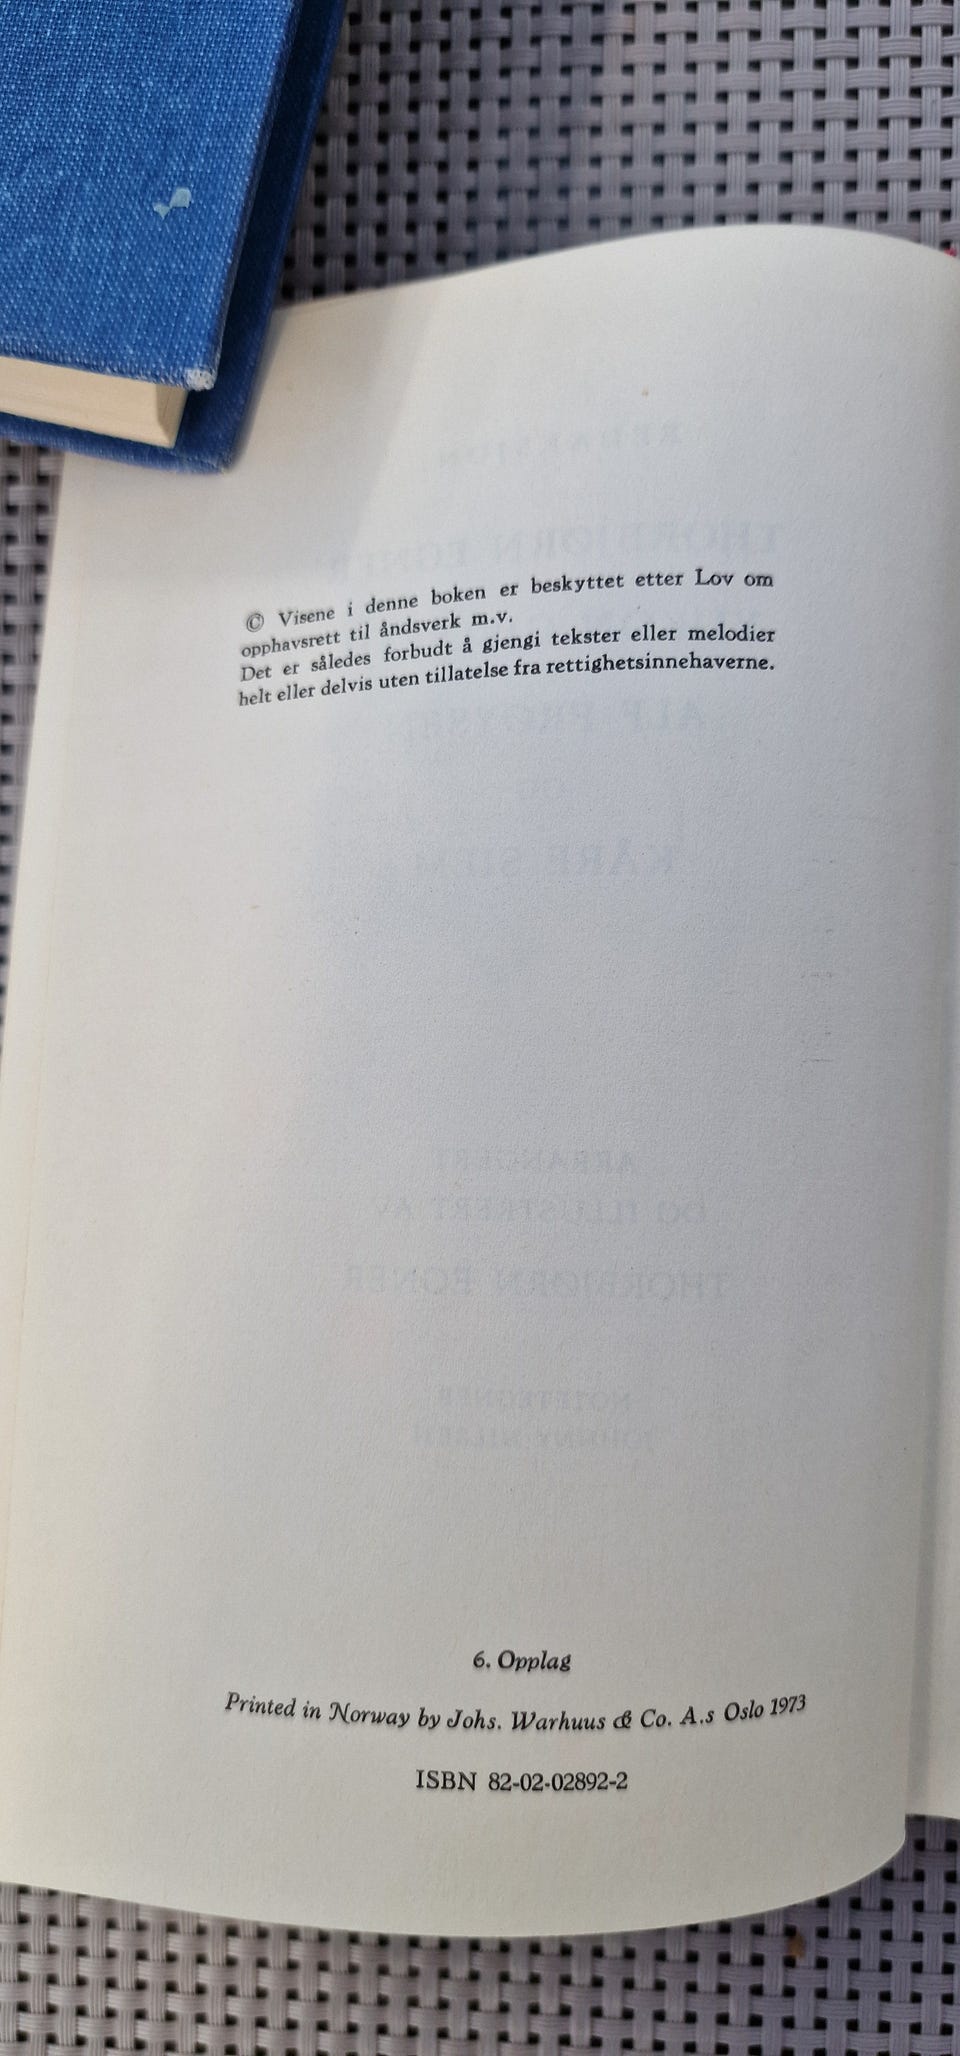 © Visene i denne boken er beskyttet etter Lov om
opphavsrett til åndsverk m.v.
Det er således forbudt å gjengi tekster eller melodier
helt eller delvis uten tillatelse fra rettighetsinnehaverne.
6. Opplag
Printed in Norway by Johs. Warhuus & Co. A.s Oslo 1973
ISBN 82-02-02892-2